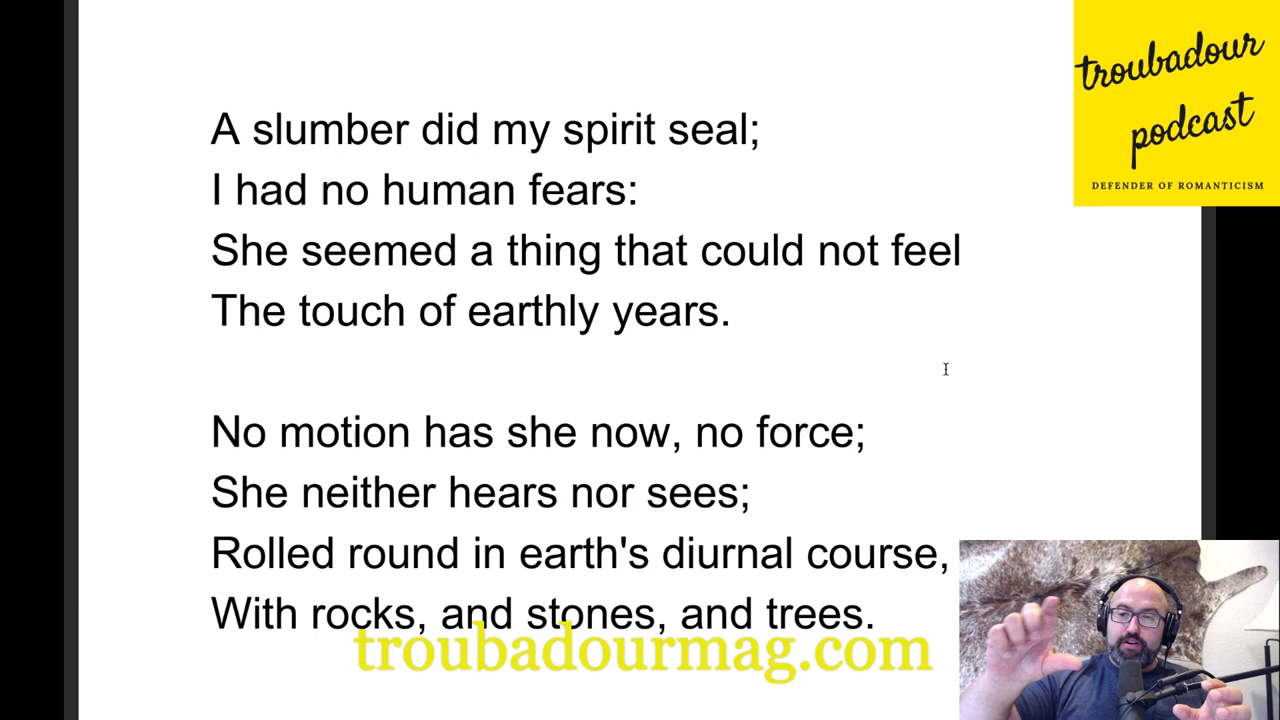 troubadour
podcast
DEFENDER OF ROMANTICISM
A slumber did my spirit seal;
I had no human fears:
She seemed a thing that could not feel
The touch of earthly years.
No motion has she now, no force;
She neither hears nor sees;
Rolled round in earth's diurnal course,
With rocks, and stones, and trees.
troubadourmag.com